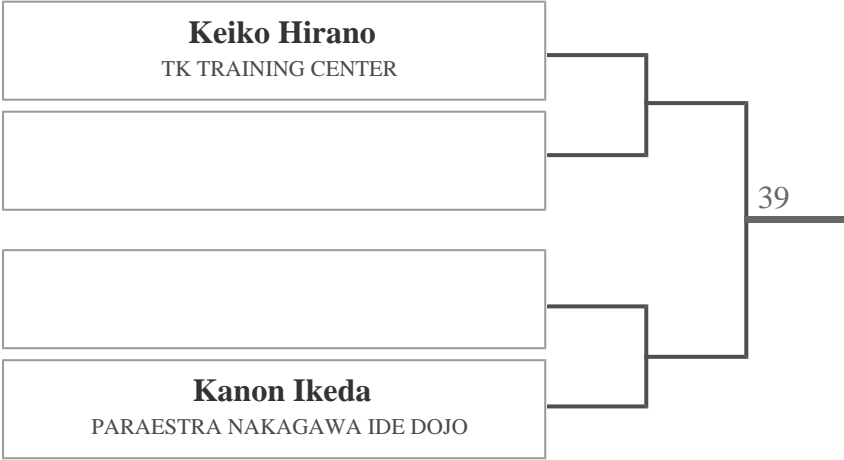 Keiko Hirano
TK TRAINING CENTER
39
Kanon Ikeda
PARAESTRA NAKAGAWA IDE DOJO